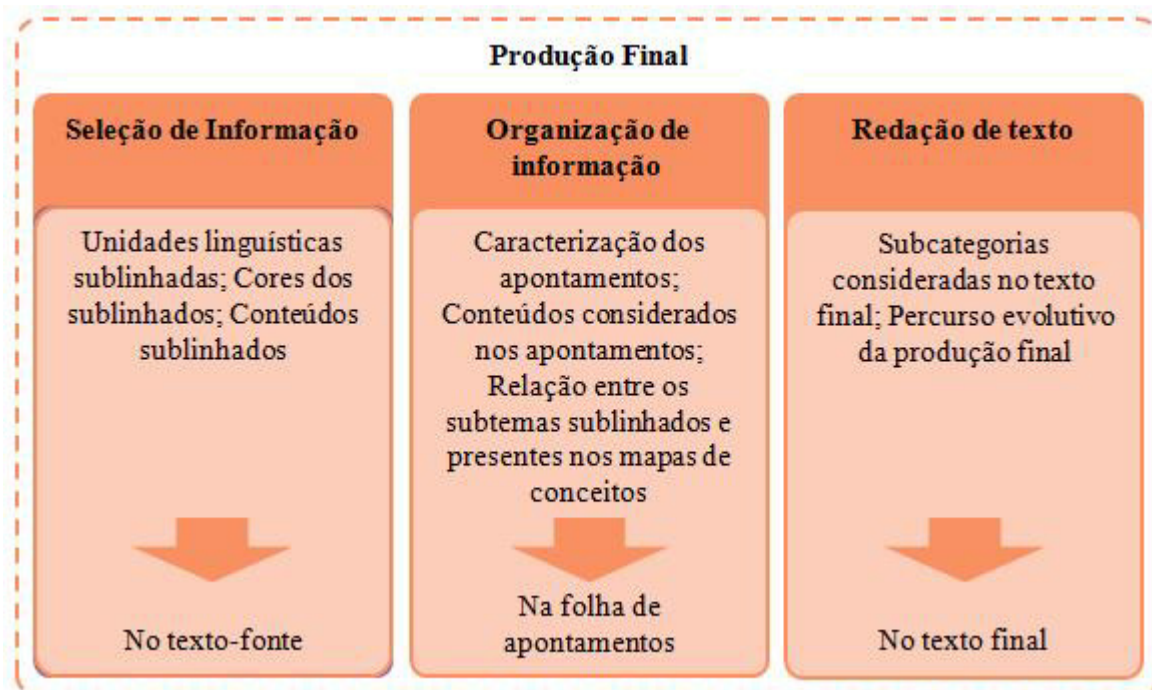 Produção Final
Seleção de Informação
Unidades linguísticas
sublinhadas; Cores dos
sublinhados; Conteúdos
sublinhados
No texto-fonte
Organização de
informação
Caracterização dos
apontamentos;
Conteúdos considerados
nos apontamentos;
Relação entre os
subtemas sublinhados e
presentes nos mapas de
conceitos
Na folha de
apontamentos
Redação de texto
Subcategorias
consideradas no texto
final; Percurso evolutivo
da produção final
No texto final